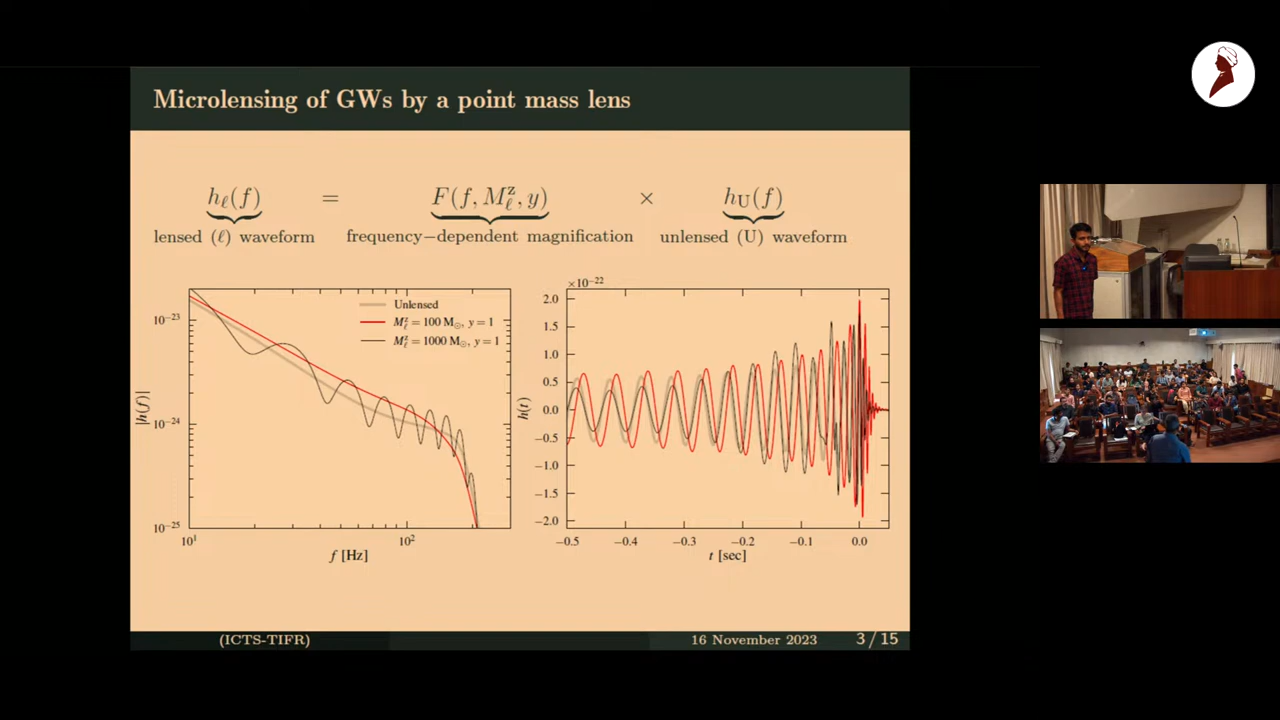 Microlensing of GWs by a point mass lens
h_ℓ(f) = F(f, M_ℓ^z, y) × h_U(f)
lensed (ℓ) waveform frequency−dependent magnification unlensed (U) waveform
Unlensed
M_ℓ^z = 100 M_⊙, y = 1
M_ℓ^z = 1000 M_⊙, y = 1
|h(f)|
10^−23
10^−24
10^−25
10^1 10^2
f [Hz]
×10^−22
h(t)
2.0
1.5
1.0
0.5
0.0
−0.5
−1.0
−1.5
−2.0
−0.5 −0.4 −0.3 −0.2 −0.1 0.0
t [sec]
(ICTS-TIFR) 16 November 2023 3 / 15